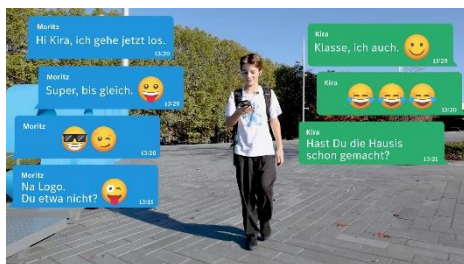 Moritz
Hi Kira, ich gehe jetzt los.
13:20
Kira
Klasse, ich auch.
13:20
Moritz
Super, bis gleich.
13:20
Kira
13:20
Moritz
13:20
Kira
Hast Du die Hausis
schon gemacht?
13:21
Moritz
Na Logo.
Du etwa nicht?
13:21